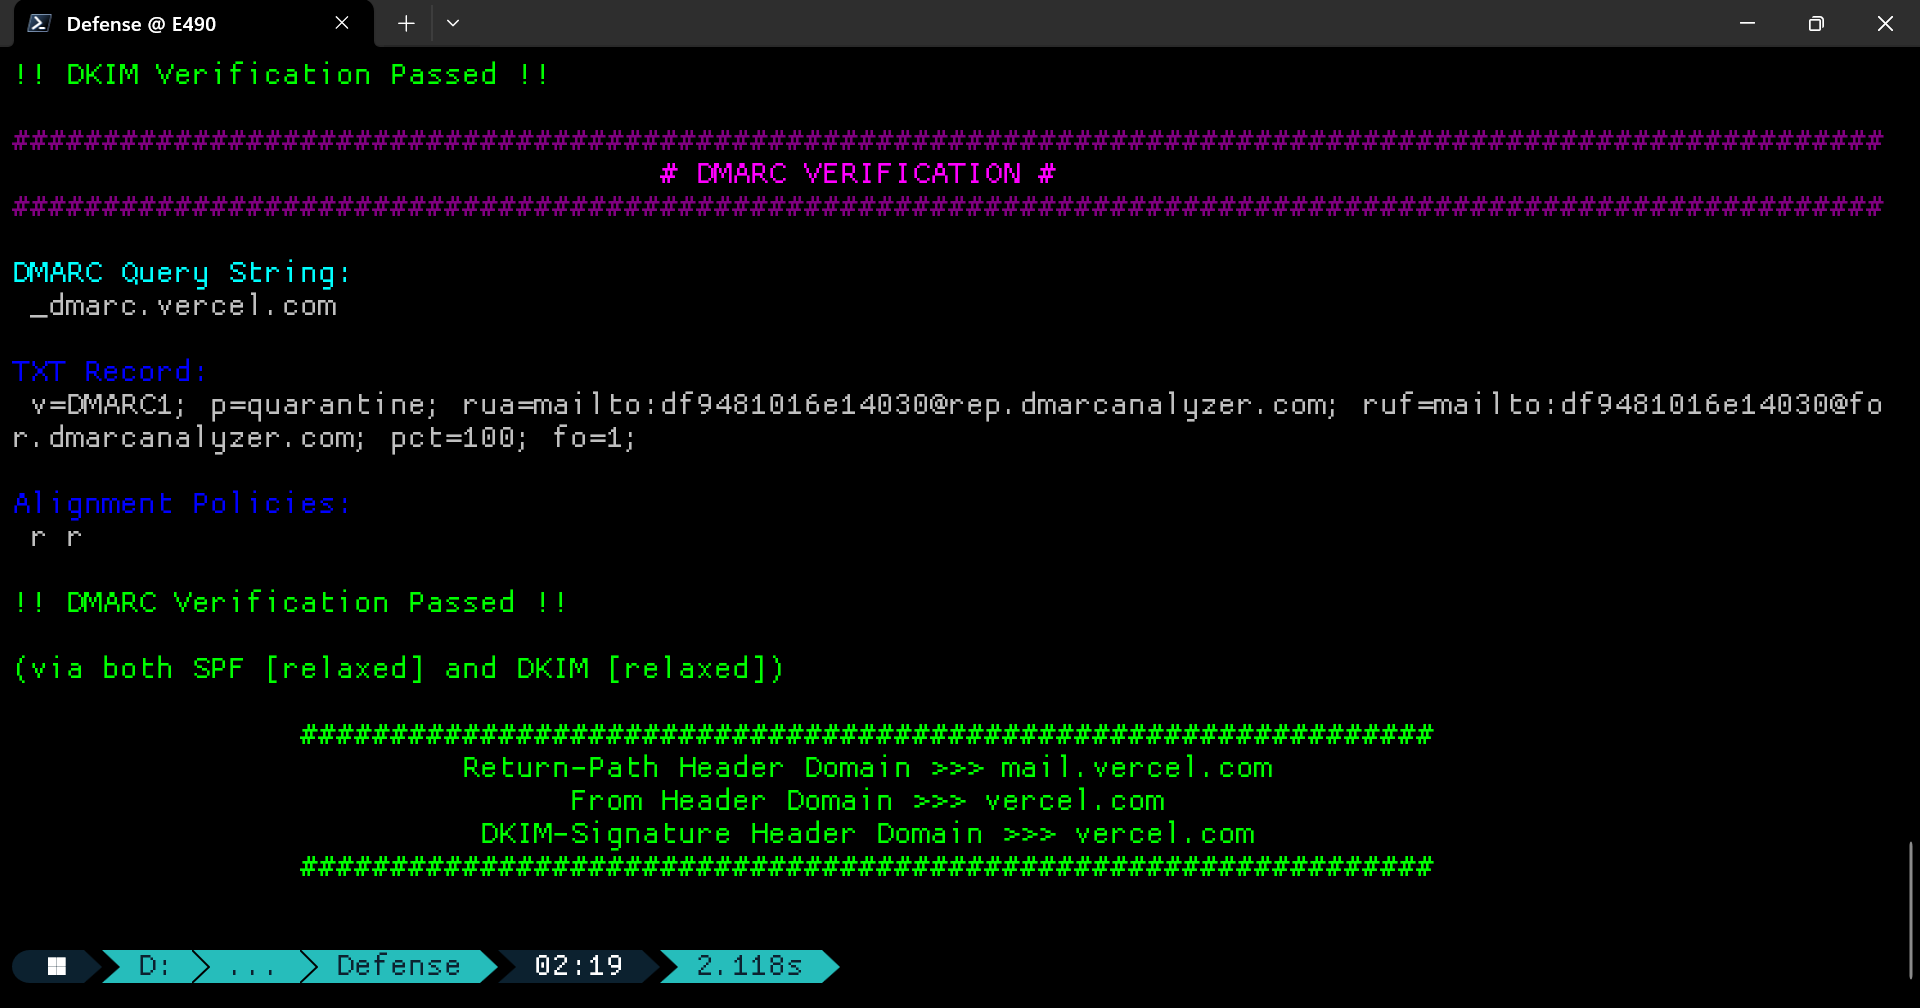 Defense @ E490
!! DKIM Verification Passed !!
########################################################################################################
# DMARC VERIFICATION #
########################################################################################################
DMARC Query String:
_dmarc.vercel.com
TXT Record:
v=DMARC1; p=quarantine; rua=mailto:df9481016e14030@rep.dmarcanalyzer.com; ruf=mailto:df9481016e14030@fo
r.dmarcanalyzer.com; pct=100; fo=1;
Alignment Policies:
r r
!! DMARC Verification Passed !!
(via both SPF [relaxed] and DKIM [relaxed])
###############################################################
Return-Path Header Domain >>> mail.vercel.com
From Header Domain >>> vercel.com
DKIM-Signature Header Domain >>> vercel.com
###############################################################
D: ... Defense 02:19 2.118s